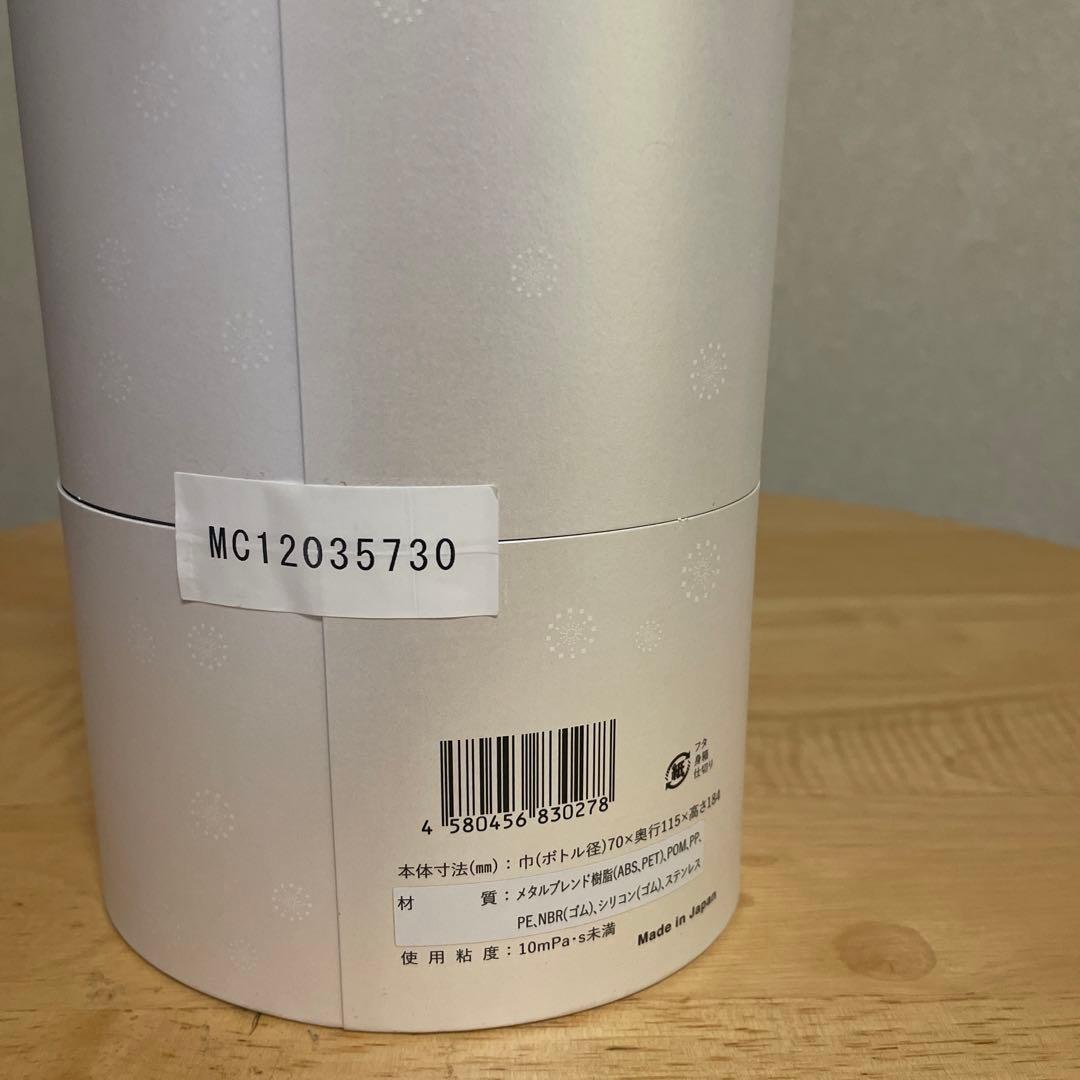 MC12035730
4 580456 830278
紙
フタ
身箱
仕切り
本体寸法(㎜)：巾(ボトル径)70×奥行115×高さ184
材質：メタルブレンド樹脂(ABS、PET)、POM、PP、
PE、NBR(ゴム)、シリコン(ゴム)、ステンレス
使用粘度：10mPa・s未満
Made in Japan